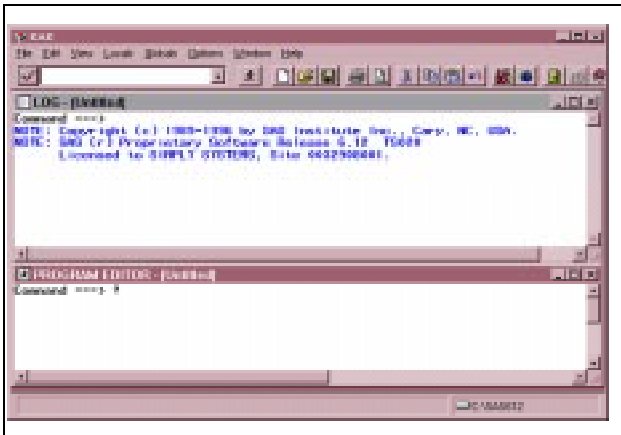 SAS
File Edit View Locals Globals Options Window Help
LOG - (Untitled)
Command ===>
NOTE: Copyright (c) 1989-1996 by SAS Institute Inc., Cary, NC, USA.
NOTE: SAS (r) Proprietary Software Release 6.12 TS020
Licensed to SIMPLY SYSTEMS, Site
PROGRAM EDITOR - (Untitled)
Command ===>